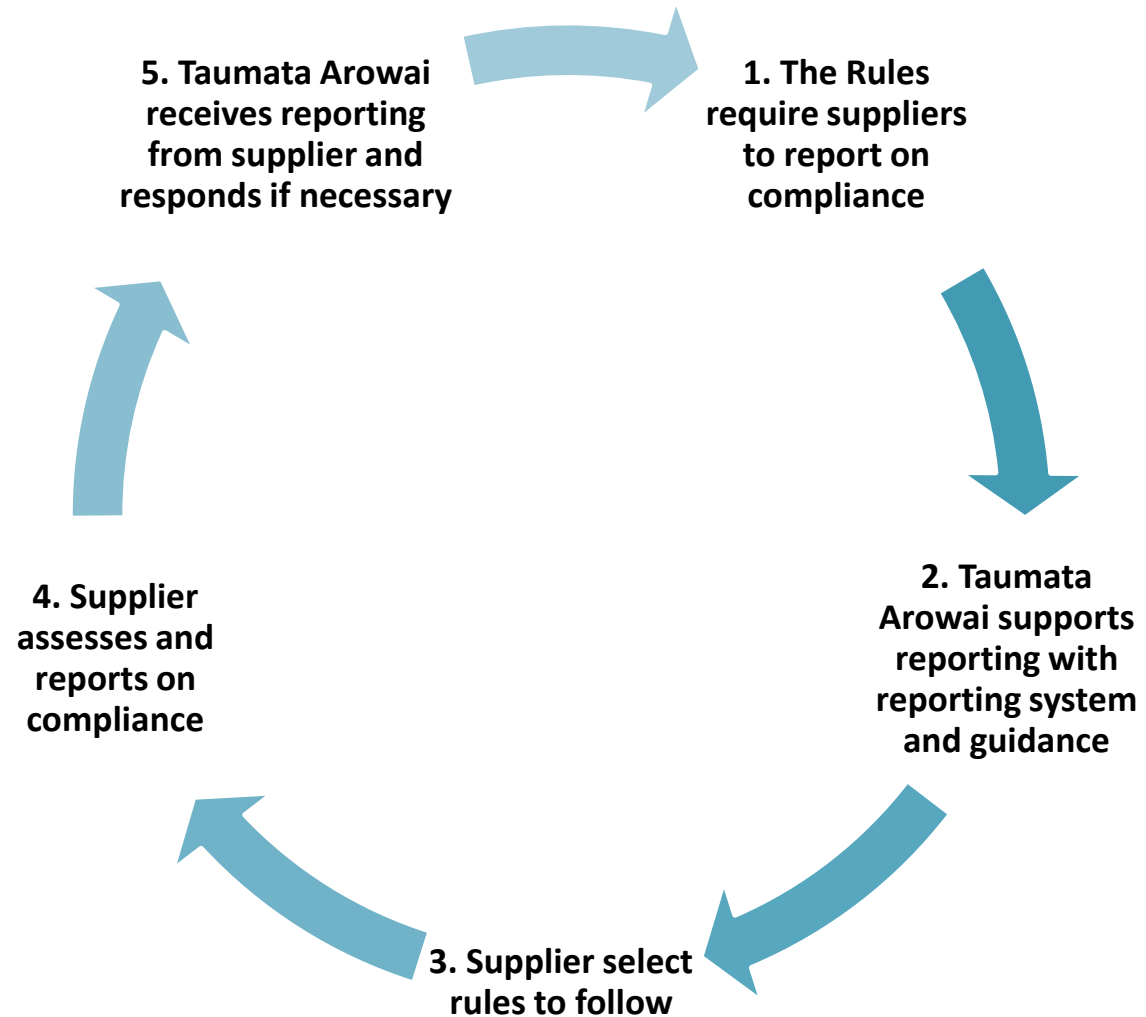 1. The Rules
require suppliers
to report on
compliance
2. Taumata
Arowai supports
reporting with
reporting system
and guidance
3. Supplier select
rules to follow
4. Supplier
assesses and
reports on
compliance
5. Taumata Arowai
receives reporting
from supplier and
responds if necessary